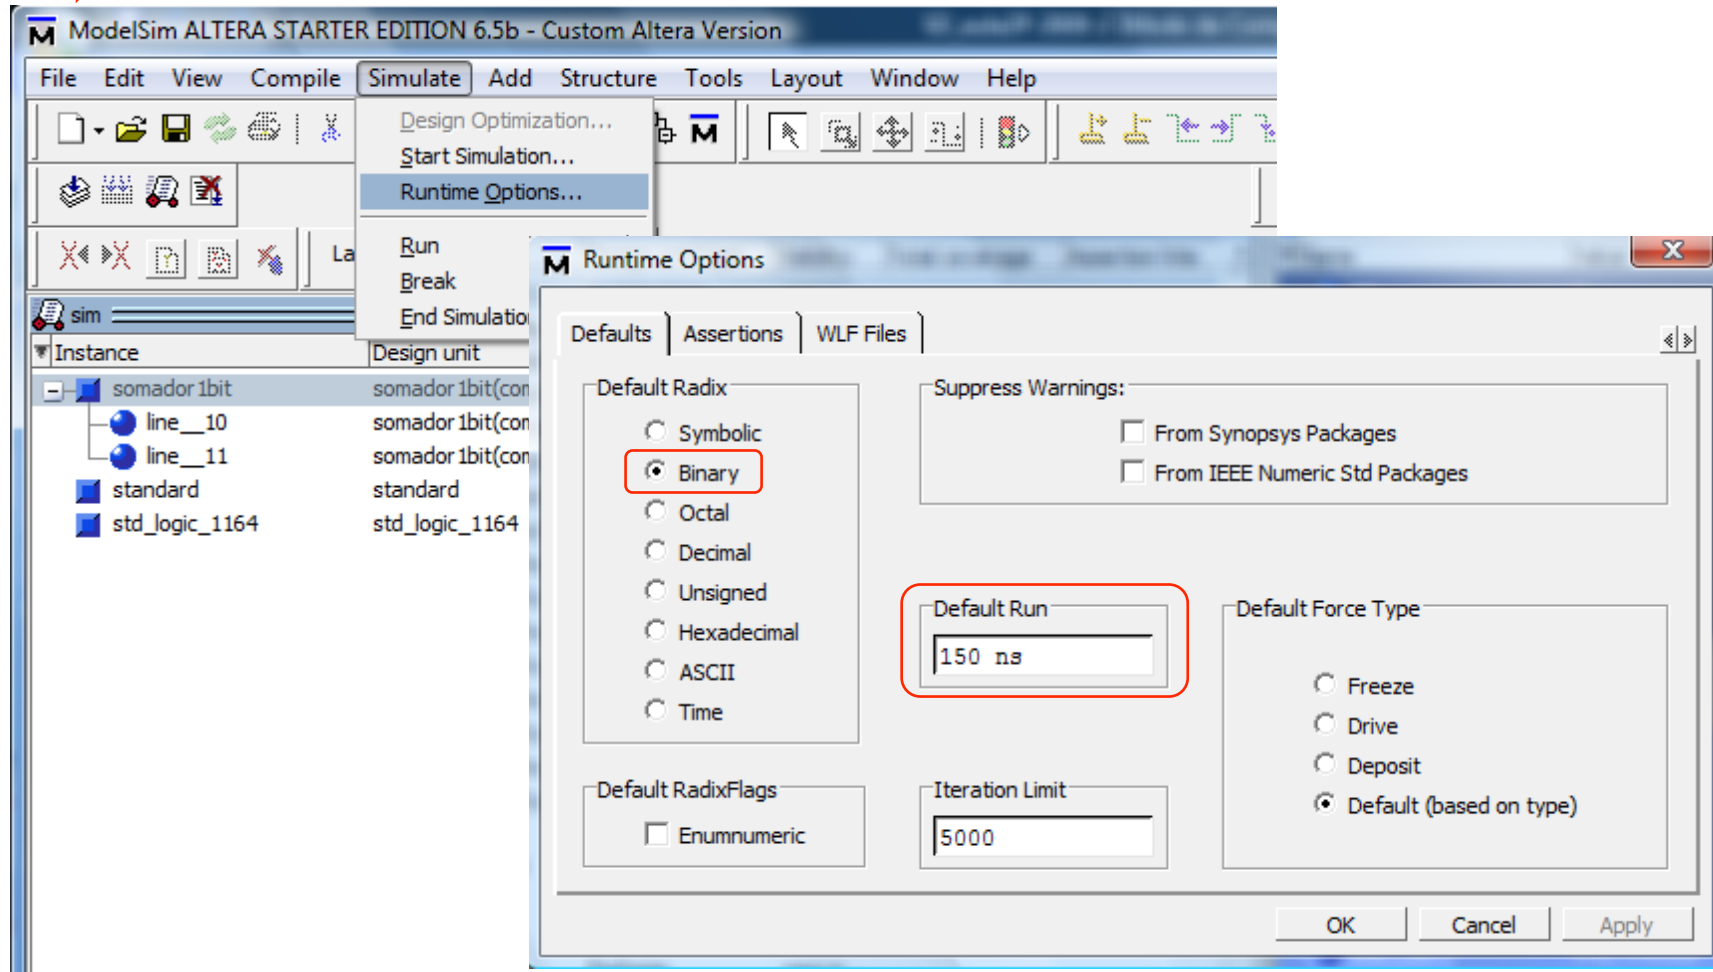 ModelSim ALTERA STARTER EDITION 6.5b - Custom Altera Version
File Edit View Compile Simulate Add Structure Tools Layout Window Help
Design Optimization...
Start Simulation...
Runtime Options...
Run
Break
End Simulatio
La
sim
Instance Design unit
somador1bit somador1bit(con
line__10 somador1bit(con
line__11 somador1bit(con
standard standard
std_logic_1164 std_logic_1164
Runtime Options
Defaults Assertions WLF Files
Default Radix
Symbolic
Binary
Octal
Decimal
Unsigned
Hexadecimal
ASCII
Time
Default RadixFlags
Enumnumeric
Suppress Warnings:
From Synopsys Packages
From IEEE Numeric Std Packages
Default Run
150 ns
Iteration Limit
5000
Default Force Type
Freeze
Drive
Deposit
Default (based on type)
OK Cancel Apply